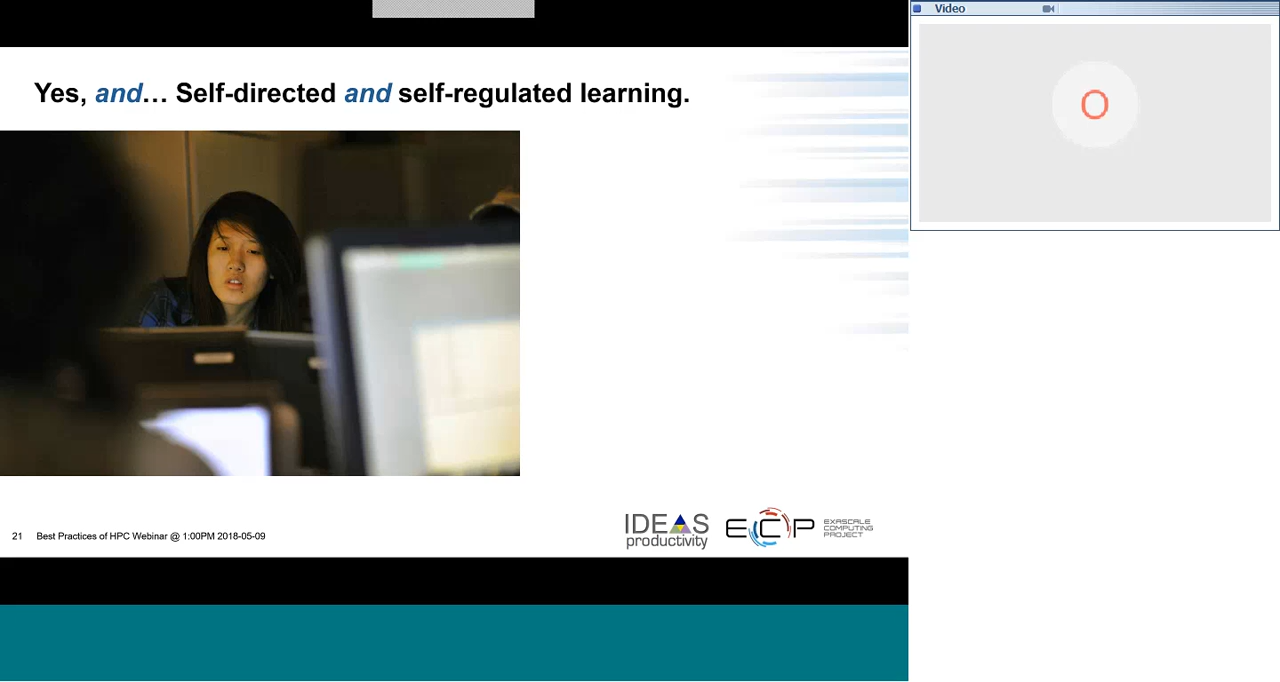 Video
O
Yes, and… Self-directed and self-regulated learning.
IDEAS
productivity
ECP
EXASCALE
COMPUTING
PROJECT
21 Best Practices of HPC Webinar @ 1:00PM 2018-05-09